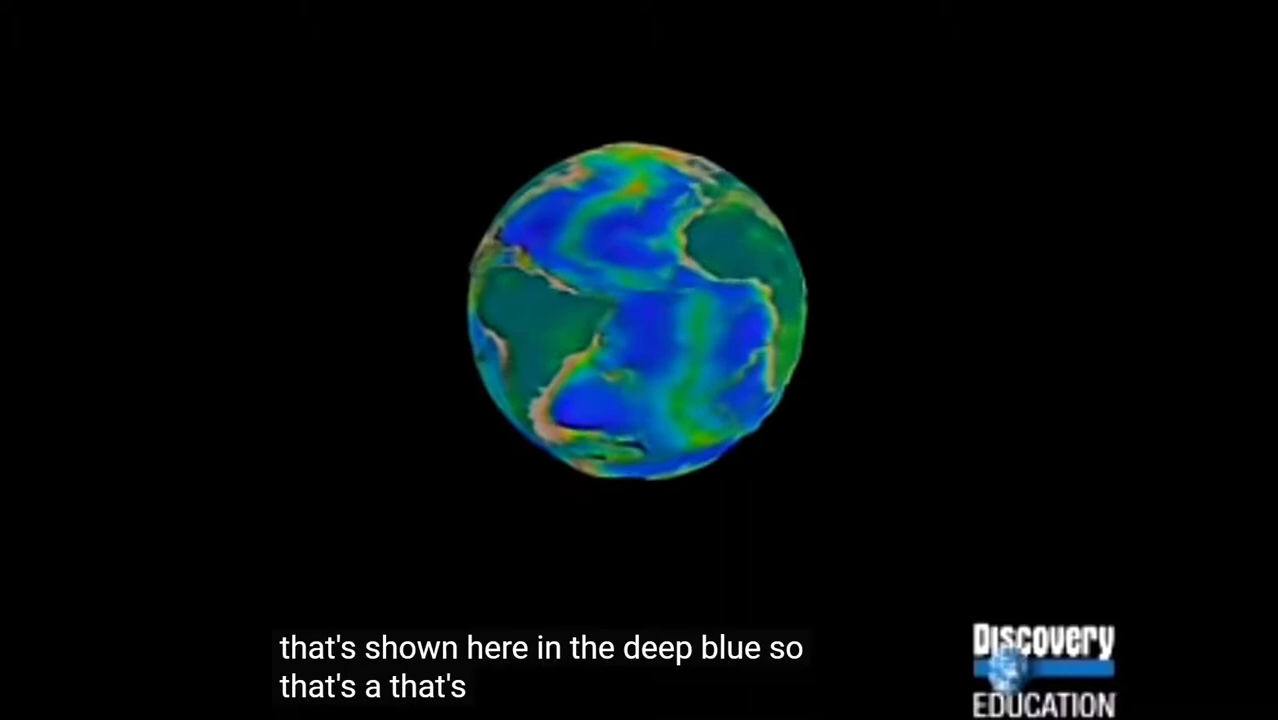 that's shown here in the deep blue so
that's a that's
Discovery
EDUCATION